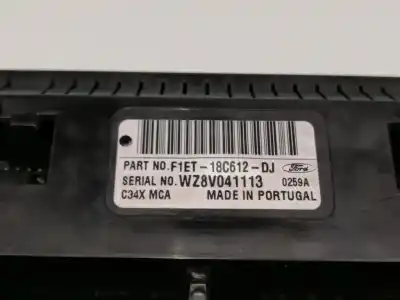 PART NO. F1ET-18C612-DJ Ford
SERIAL NO. WZ8V041113 0259A
C34X MCA MADE IN PORTUGAL